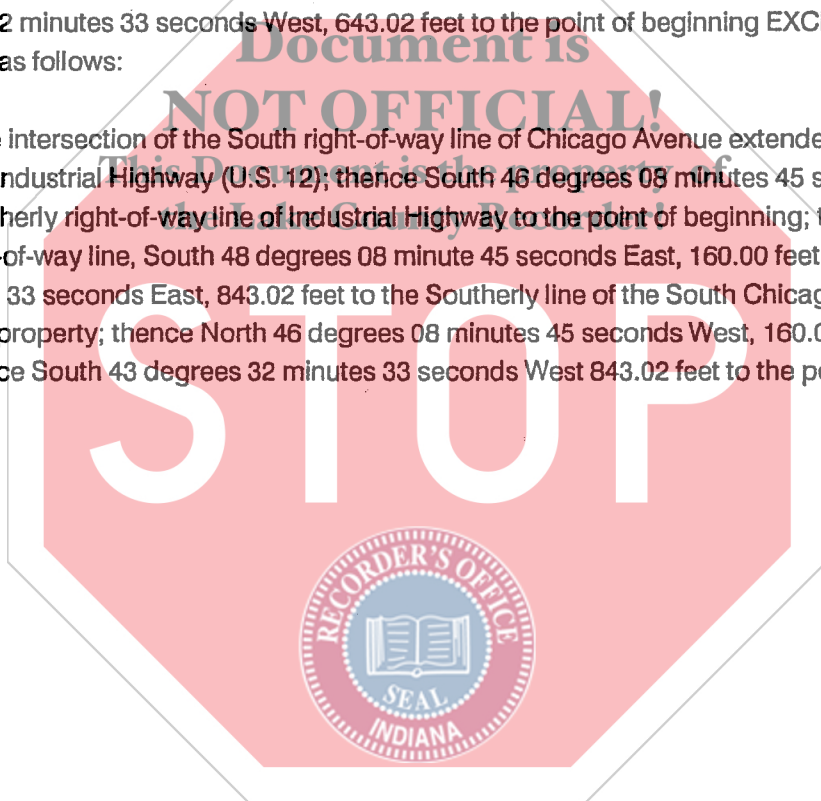 2 minutes 33 seconds West, 643.02 feet to the point of beginning EXC
Document is
as follows:
NOT OFFICIAL!
intersection of the South right-of-way line of Chicago Avenue extende
This Document is the property of
ndustrial Highway (U.S. 12); thence South 46 degrees 08 minutes 45 s
the Lake County Recorder!
herly right-of-way line of Industrial Highway to the point of beginning; t
-of-way line, South 48 degrees 08 minute 45 seconds East, 160.00 feet
33 seconds East, 843.02 feet to the Southerly line of the South Chicag
property; thence North 46 degrees 08 minutes 45 seconds West, 160.0
ce South 43 degrees 32 minutes 33 seconds West 843.02 feet to the p
STOP
RECORDER'S OFFICE
SEAL
INDIANA